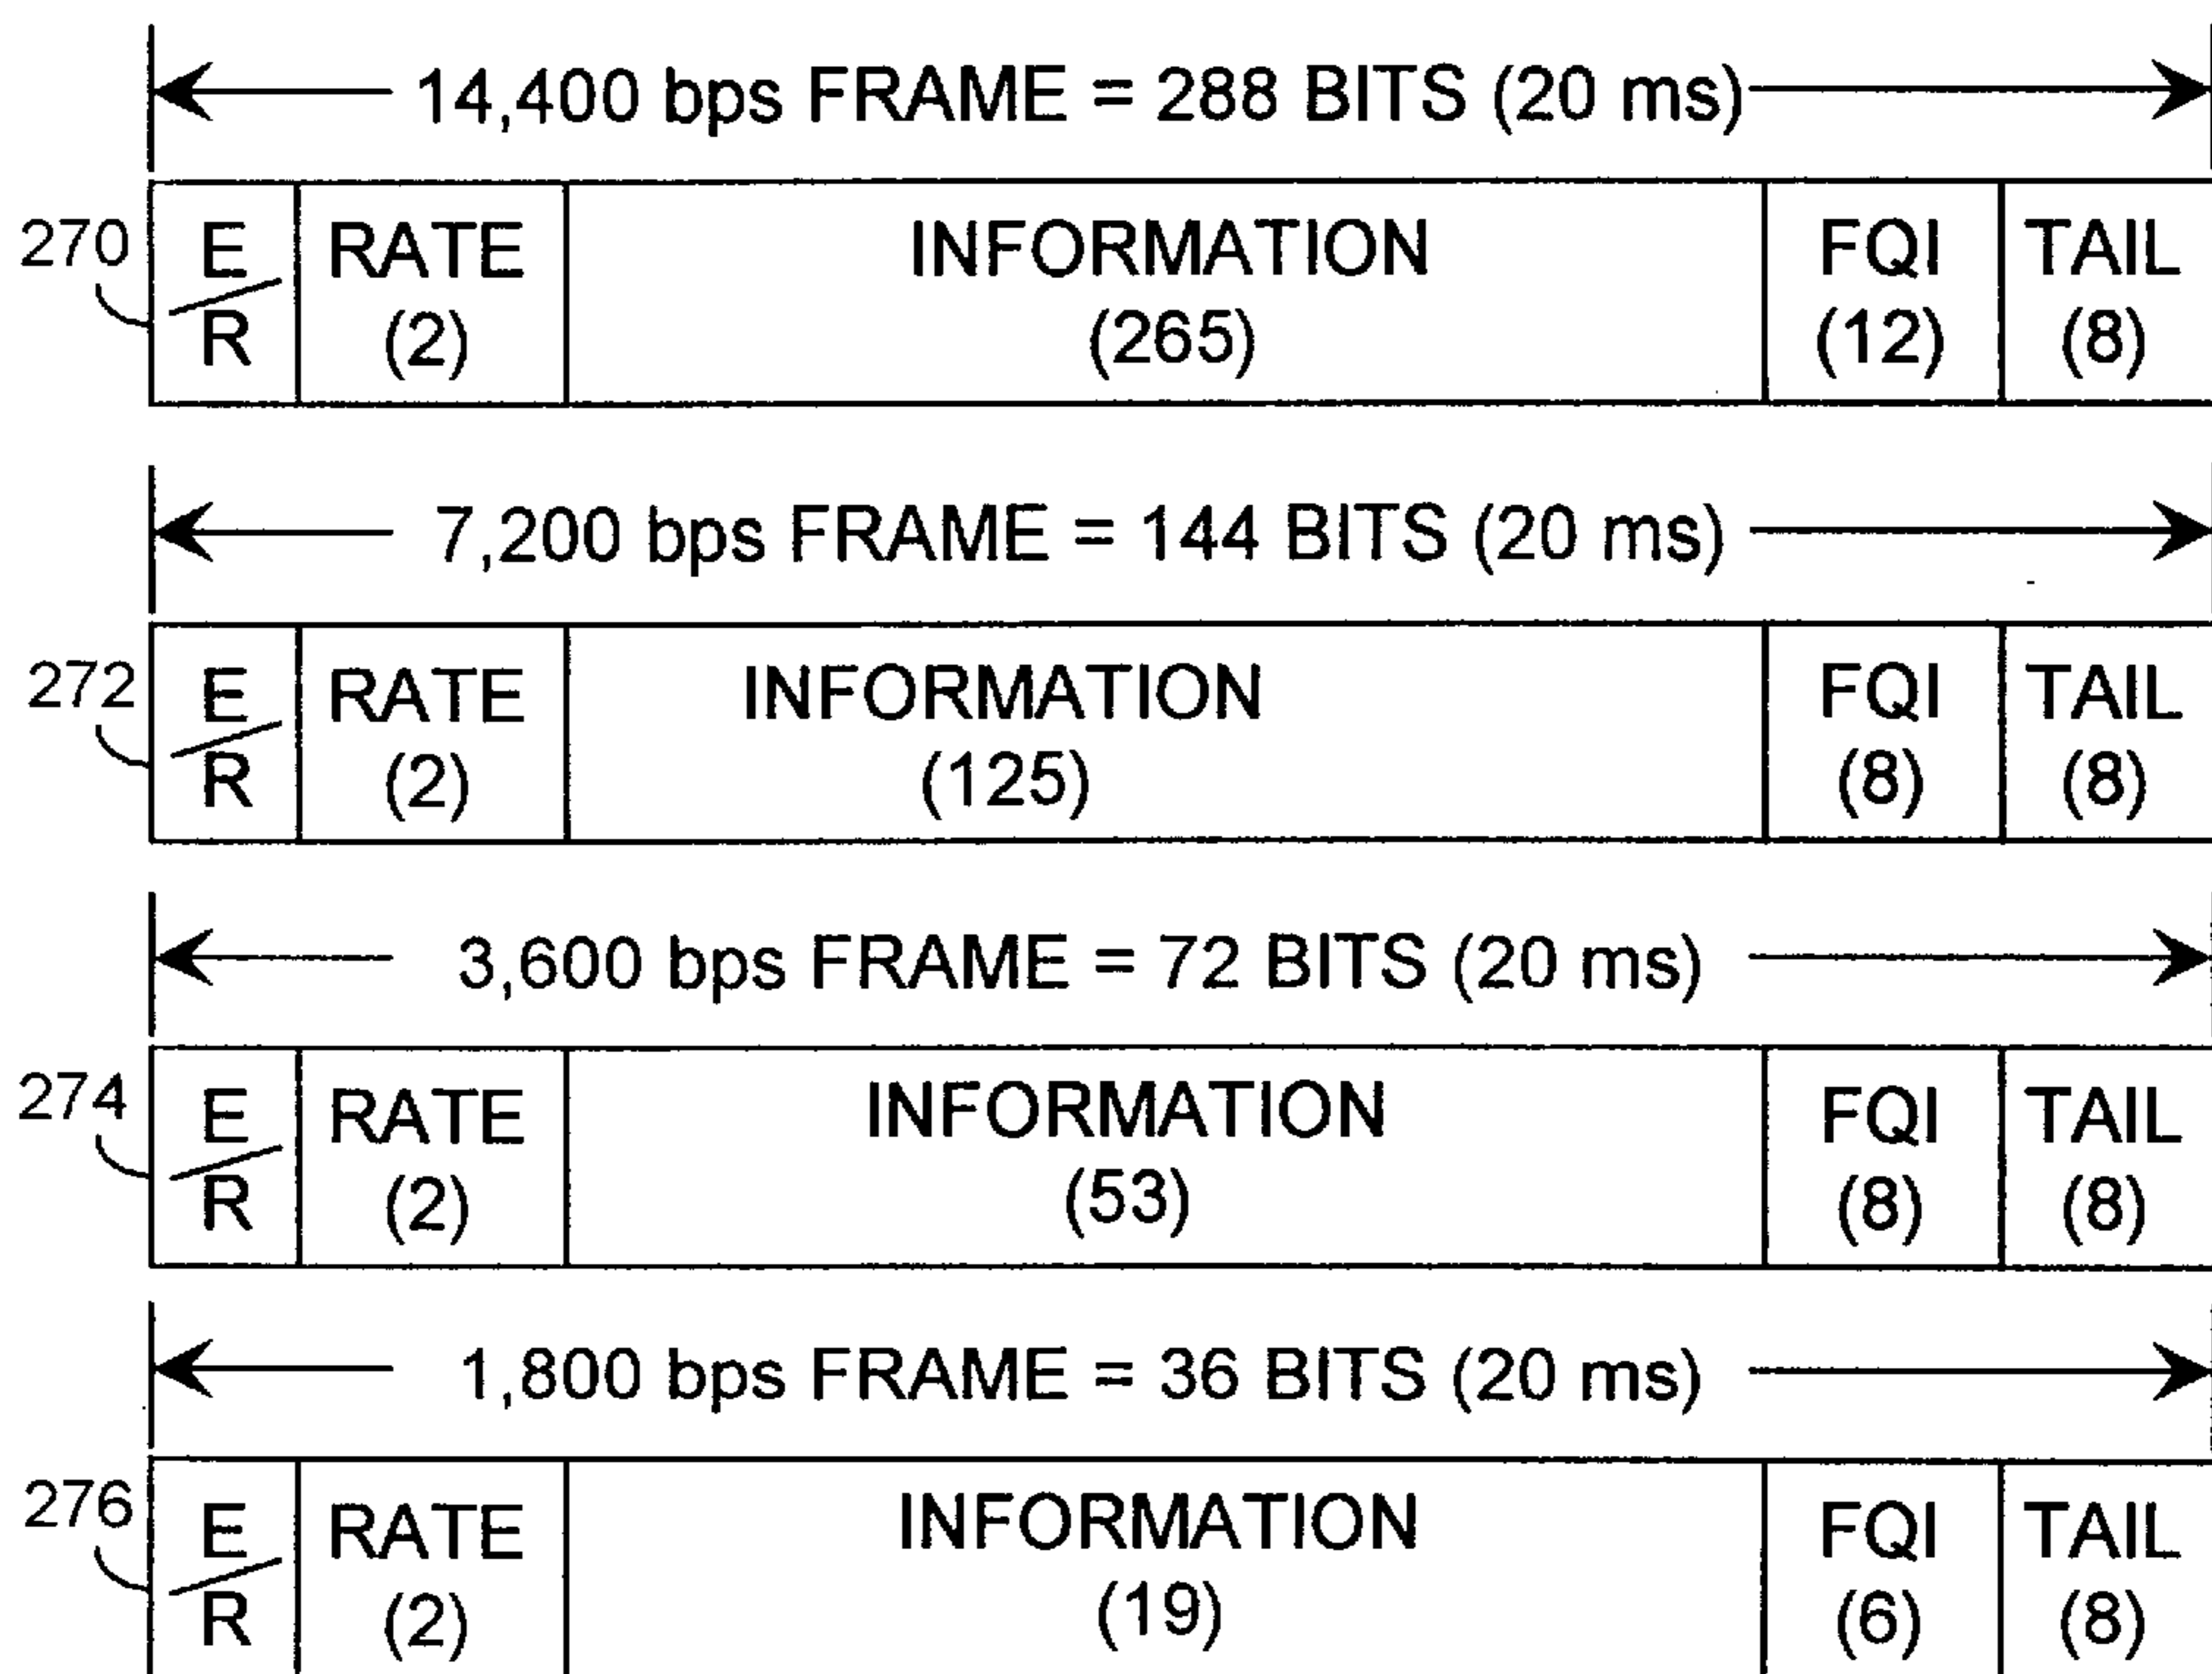 14,400 bps FRAME = 288 BITS (20 ms)
270
E/R
RATE
(2)
INFORMATION
(265)
FQI
(12)
TAIL
(8)
7,200 bps FRAME = 144 BITS (20 ms)
272
E/R
RATE
(2)
INFORMATION
(125)
FQI
(8)
TAIL
(8)
3,600 bps FRAME = 72 BITS (20 ms)
274
E/R
RATE
(2)
INFORMATION
(53)
FQI
(8)
TAIL
(8)
1,800 bps FRAME = 36 BITS (20 ms)
276
E/R
RATE
(2)
INFORMATION
(19)
FQI
(6)
TAIL
(8)